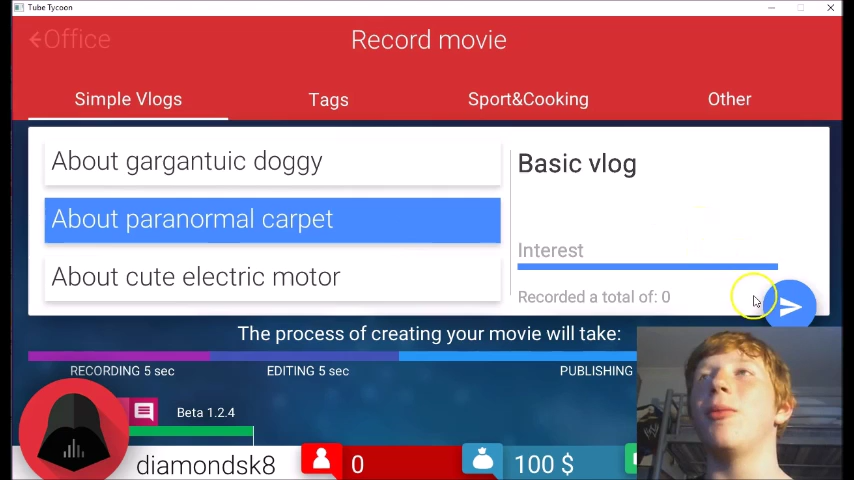 Tube Tycoon
Office
Record movie
Simple Vlogs
Tags
Sport&Cooking
Other
About gargantuic doggy
About paranormal carpet
About cute electric motor
Basic vlog
Interest
Recorded a total of: 0
The process of creating your movie will take:
RECORDING 5 sec
EDITING 5 sec
PUBLISHING
Beta 1.2.4
diamondsk8
0
100 $